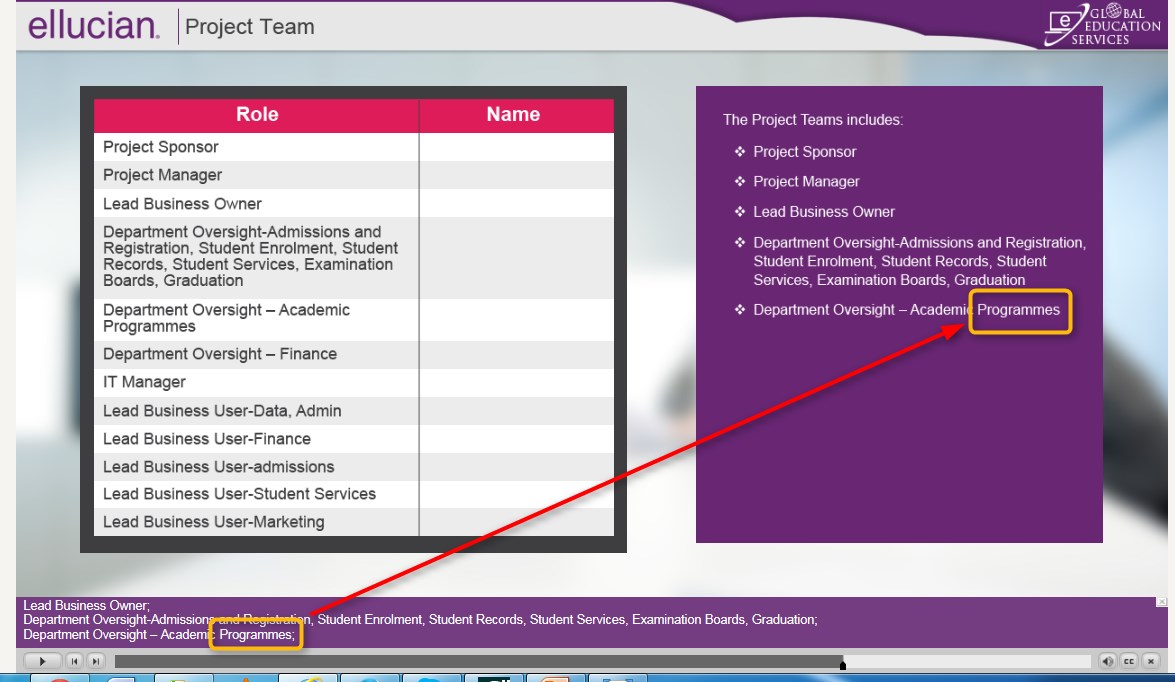 ellucian.
Project Team
GLOBAL
EDUCATION
SERVICES
Role
Name
Project Sponsor
Project Manager
Lead Business Owner
Department Oversight-Admissions and
Registration, Student Enrolment, Student
Records, Student Services, Examination
Boards, Graduation
Department Oversight – Academic
Programmes
Department Oversight – Finance
IT Manager
Lead Business User-Data, Admin
Lead Business User-Finance
Lead Business User-admissions
Lead Business User-Student Services
Lead Business User-Marketing
The Project Teams includes:
❖ Project Sponsor
❖ Project Manager
❖ Lead Business Owner
❖ Department Oversight-Admissions and Registration,
Student Enrolment, Student Records, Student
Services, Examination Boards, Graduation
❖ Department Oversight – Academic Programmes
Lead Business Owner;
Department Oversight-Admissions and Registration, Student Enrolment, Student Records, Student Services, Examination Boards, Graduation;
Department Oversight – Academic Programmes;
CC